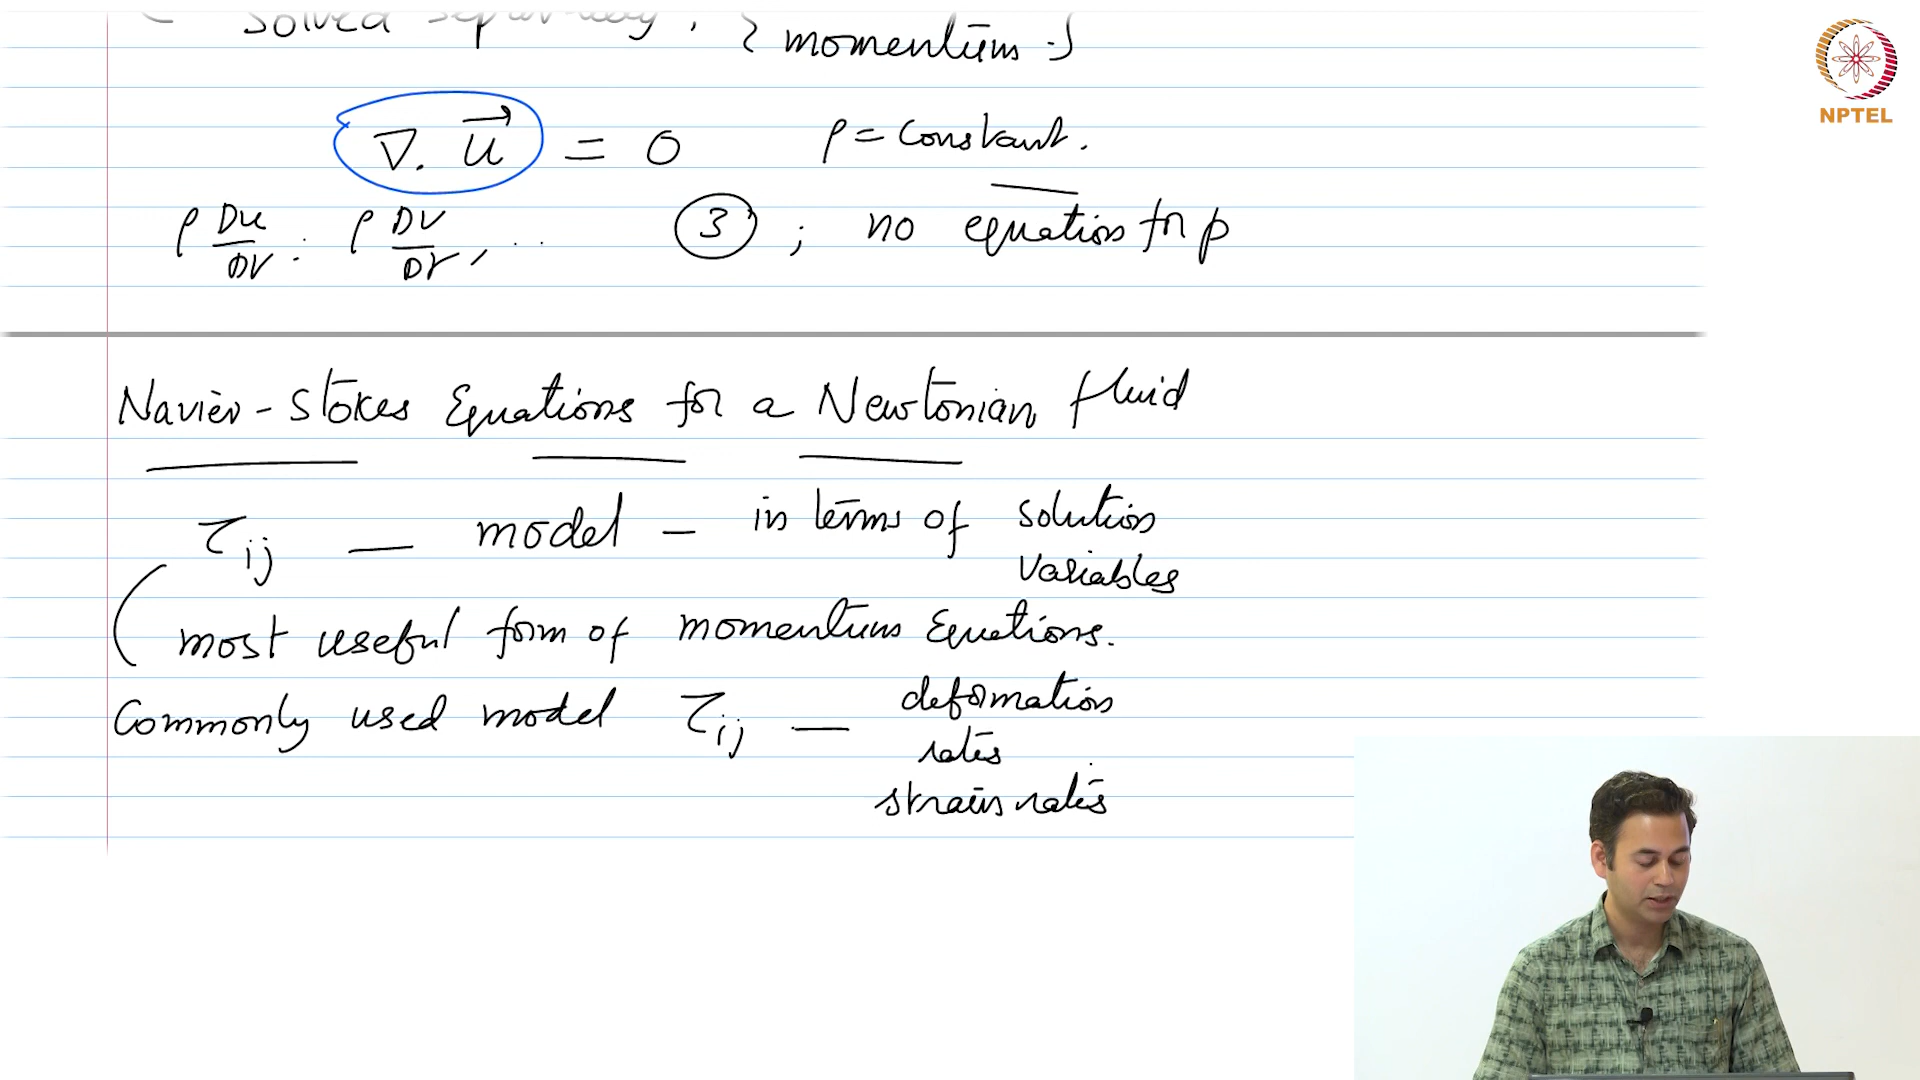 solved separately. { momentum.}
∇. u⃗ = 0 ρ = constant.
ρ Du/Dt : ρ DV/Dt, .. 3 ; no equation for p
Navier-Stokes Equations for a Newtonian fluid
τij — model - in terms of solution
variables
( most useful form of momentum Equations.
Commonly used model τij — deformation
rates
strain rates
NPTEL